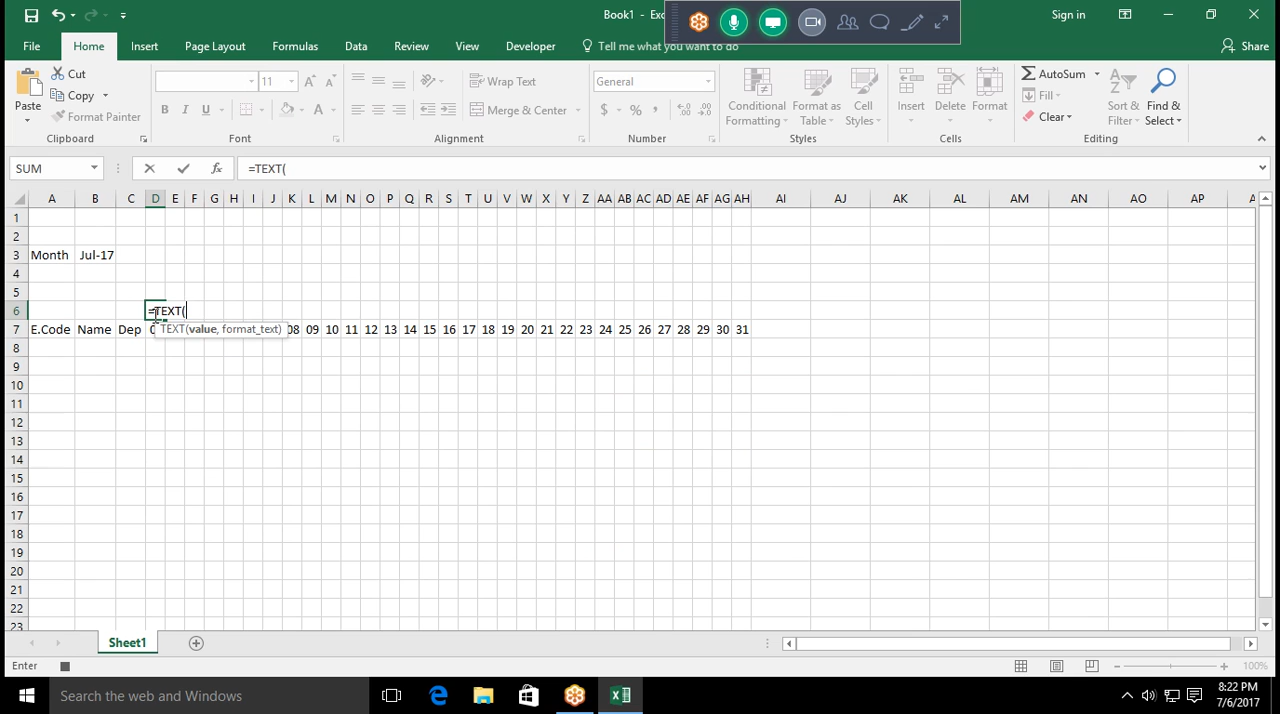 Book1 - Exc
Sign in
File Home Insert Page Layout Formulas Data Review View Developer Tell me what you want to do Share
Cut
Copy
Format Painter
Paste
11
Wrap Text
Merge & Center
General
Conditional Formatting
Format as Table
Cell Styles
Insert Delete Format
AutoSum
Fill
Clear
Sort & Filter
Find & Select
Clipboard Font Alignment Number Styles Cells Editing
SUM =TEXT(
A B C D E F G H I J K L M N O P Q R S T U V W X Y Z AA AB AC AD AE AF AG AH AI AJ AK AL AM AN AO AP
1
2
3 Month Jul-17
4
5
6 =TEXT(
7 E.Code Name Dep 0 TEXT(value, format_text) 08 09 10 11 12 13 14 15 16 17 18 19 20 21 22 23 24 25 26 27 28 29 30 31
8
9
10
11
12
13
14
15
16
17
18
19
20
21
22
23
Sheet1
Enter 100%
Search the web and Windows
8:22 PM
7/6/2017